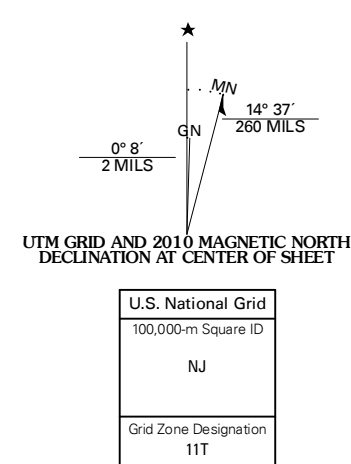 ★
MN
GN
14° 37´
260 MILS
0° 8´
2 MILS
UTM GRID AND 2010 MAGNETIC NORTH
DECLINATION AT CENTER OF SHEET
U.S. National Grid
100,000-m Square ID
NJ
Grid Zone Designation
11T